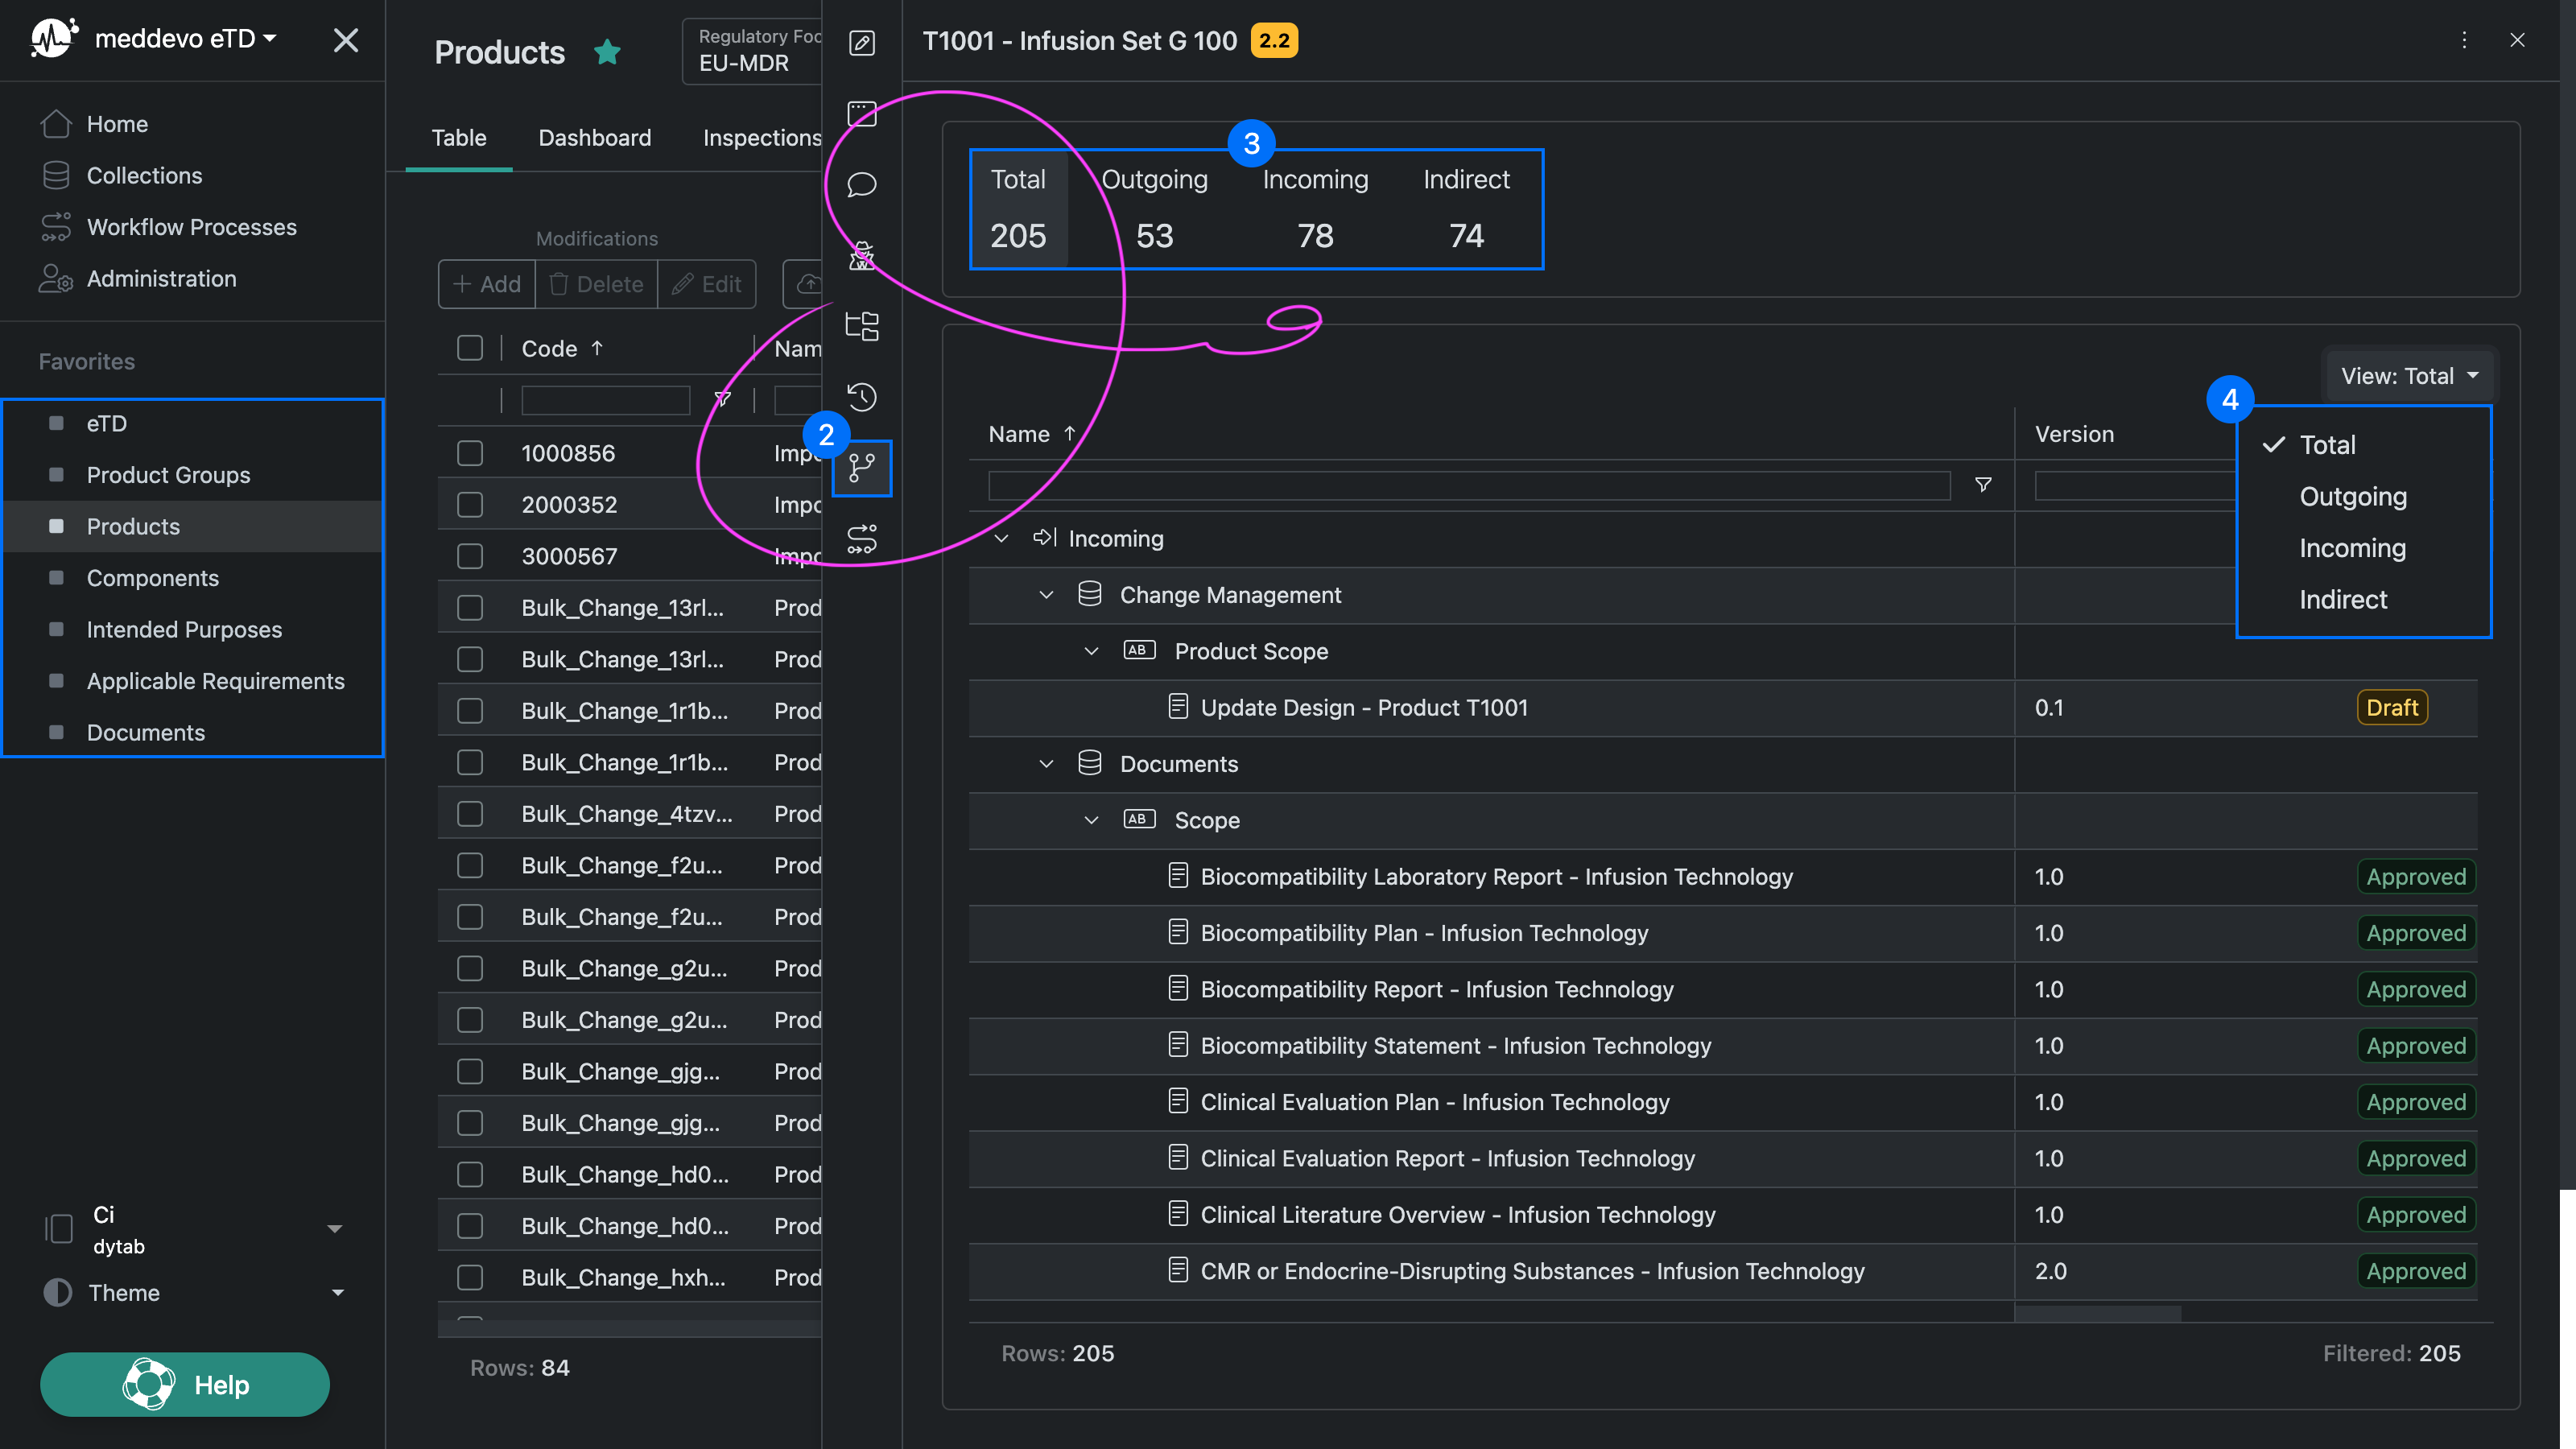 meddevo eTD
Home
Collections
Workflow Processes
Administration
Favorites
eTD
Product Groups
Products
Components
Intended Purposes
Applicable Requirements
Documents
Ci
dytab
Theme
Help
Products
Regulatory Foc
EU-MDR
Table Dashboard Inspections
Modifications
+ Add Delete Edit
Code ↑ Nam
1000856 Impo
2000352 Impo
3000567 Impo
Bulk_Change_13rl... Prod
Bulk_Change_13rl... Prod
Bulk_Change_1r1b... Prod
Bulk_Change_1r1b... Prod
Bulk_Change_4tzv... Prod
Bulk_Change_f2u... Prod
Bulk_Change_f2u... Prod
Bulk_Change_g2u... Prod
Bulk_Change_g2u... Prod
Bulk_Change_gjg... Prod
Bulk_Change_gjg... Prod
Bulk_Change_hd0... Prod
Bulk_Change_hd0... Prod
Bulk_Change_hxh... Prod
Rows: 84
2
T1001 - Infusion Set G 100 2.2
3
Total Outgoing Incoming Indirect
205 53 78 74
View: Total
4
Total
Outgoing
Incoming
Indirect
Name ↑ Version
Incoming
Change Management
AB Product Scope
Update Design - Product T1001 0.1 Draft
Documents
AB Scope
Biocompatibility Laboratory Report - Infusion Technology 1.0 Approved
Biocompatibility Plan - Infusion Technology 1.0 Approved
Biocompatibility Report - Infusion Technology 1.0 Approved
Biocompatibility Statement - Infusion Technology 1.0 Approved
Clinical Evaluation Plan - Infusion Technology 1.0 Approved
Clinical Evaluation Report - Infusion Technology 1.0 Approved
Clinical Literature Overview - Infusion Technology 1.0 Approved
CMR or Endocrine-Disrupting Substances - Infusion Technology 2.0 Approved
Rows: 205 Filtered: 205